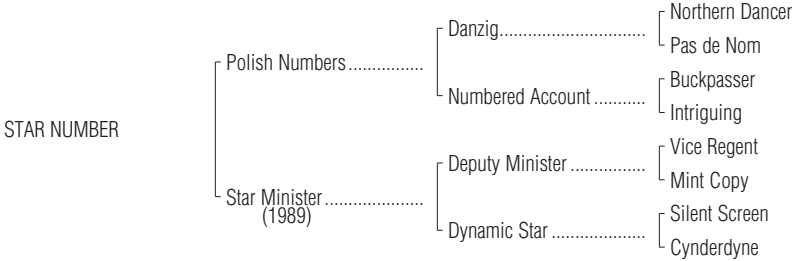 Northern Dancer
Danzig..............................
Pas de Nom
Polish Numbers................
Buckpasser
Numbered Account...........
Intriguing
STAR NUMBER
Vice Regent
Deputy Minister................
Mint Copy
Star Minister.....................
(1989)
Silent Screen
Dynamic Star....................
Cynderdyne